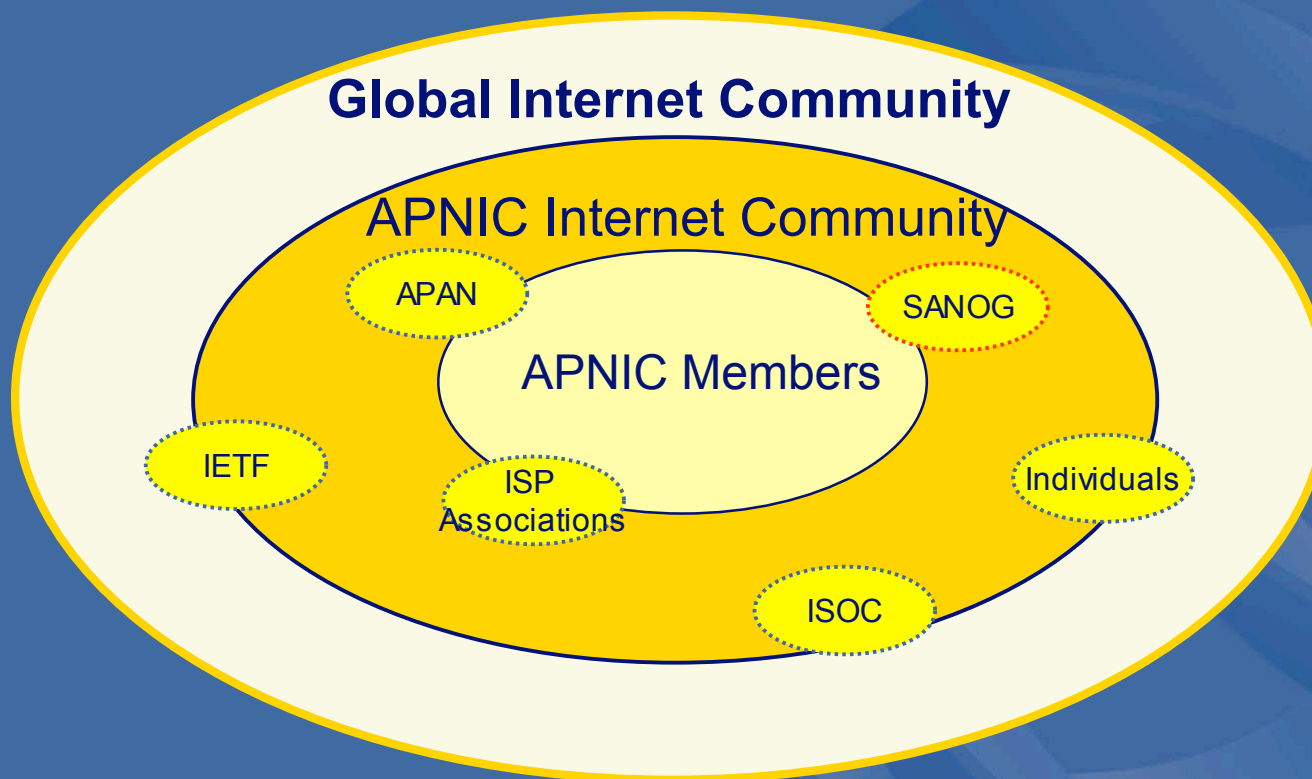 Global Internet Community
APNIC Internet Community
APAN
SANOG
APNIC Members
IETF
ISP
Associations
Individuals
ISOC